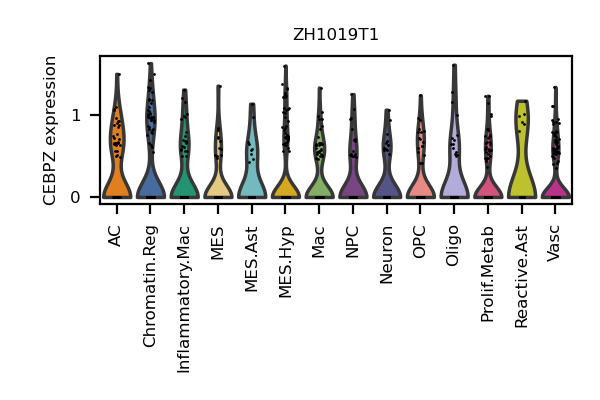 ZH1019T1
CEBPZ expression
1
0
AC
Chromatin.Reg
Inflammatory.Mac
MES
MES.Ast
MES.Hyp
Mac
NPC
Neuron
OPC
Oligo
Prolif.Metab
Reactive.Ast
Vasc